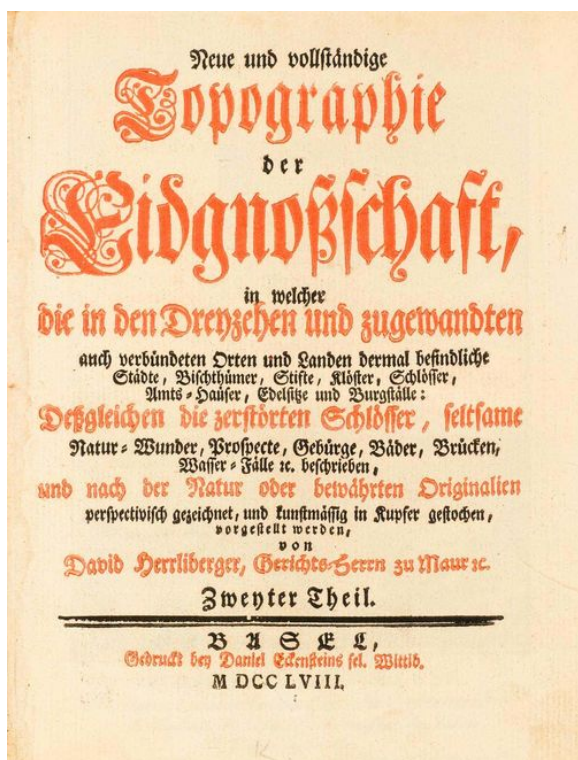 Neue und vollständige
Topographie
der
Eidgnoßschaft,
in welcher
die in den Dreyzehen und zugewandten
auch verbündeten Orten und Landen dermal befindliche
Städte, Bischthümer, Stifte, Klöster, Schlösser,
Amts-Haüser, Edelsitze und Burgställe:
Deßgleichen die zerstörten Schlösser, seltsame
Natur-Wunder, Prospecte, Gebürge, Bäder, Brücken,
Wasser-Fälle ꝛc. beschrieben,
und nach der Natur oder bewährten Originalien
perspectivisch gezeichnet, und kunstmässig in Kupfer gestochen,
vorgestellt werden,
von
David Herrliberger, Gerichts-Herrn zu Maur ꝛc.
Zweyter Theil.
BASEL,
Gedruckt bey Daniel Eckensteins sel. Wittib.
M DCC LVIII.